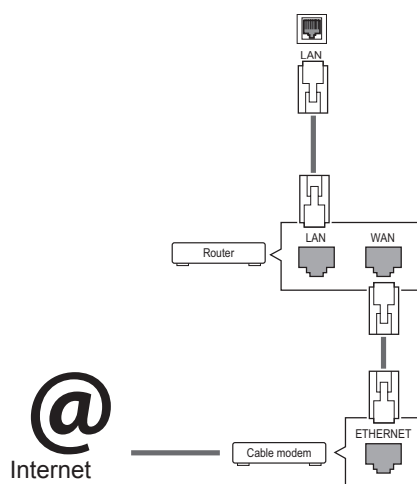 LAN
LAN WAN
Router
ETHERNET
@
Internet
Cable modem